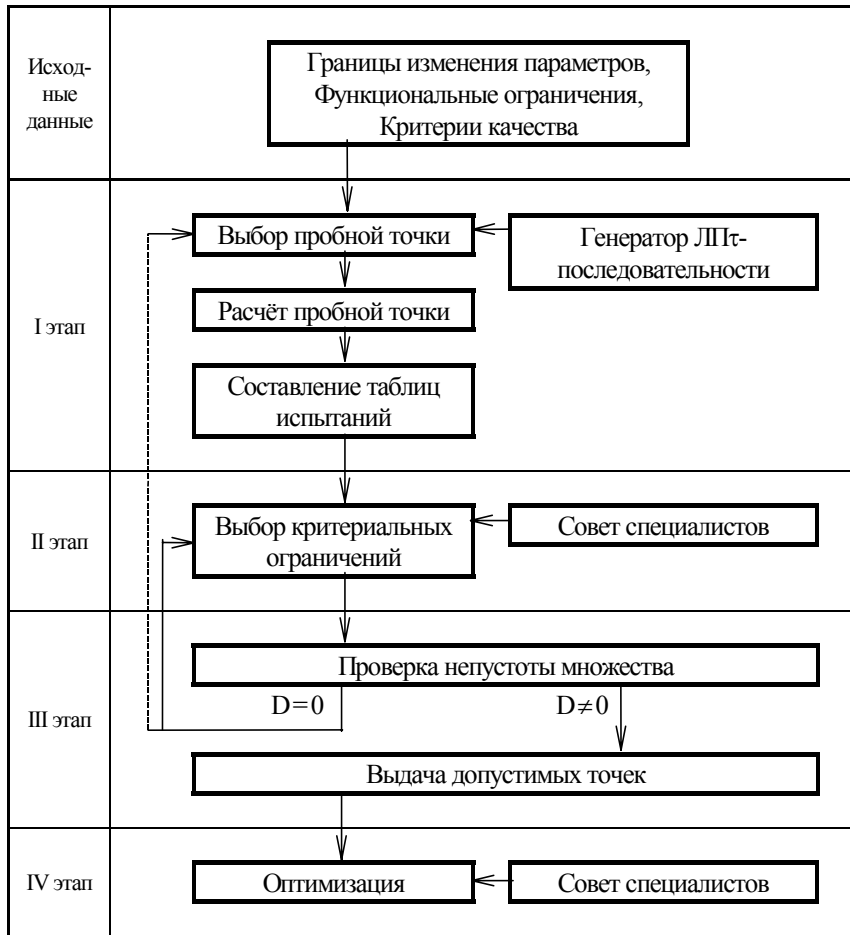 Исход-
ные
данные
Границы изменения параметров,
Функциональные ограничения,
Критерии качества
I этап
Выбор пробной точки
Генератор ЛПτ-
последовательности
Расчёт пробной точки
Составление таблиц
испытаний
II этап
Выбор критериальных
ограничений
Совет специалистов
III этап
Проверка непустоты множества
D=0
D≠0
Выдача допустимых точек
IV этап
Оптимизация
Совет специалистов